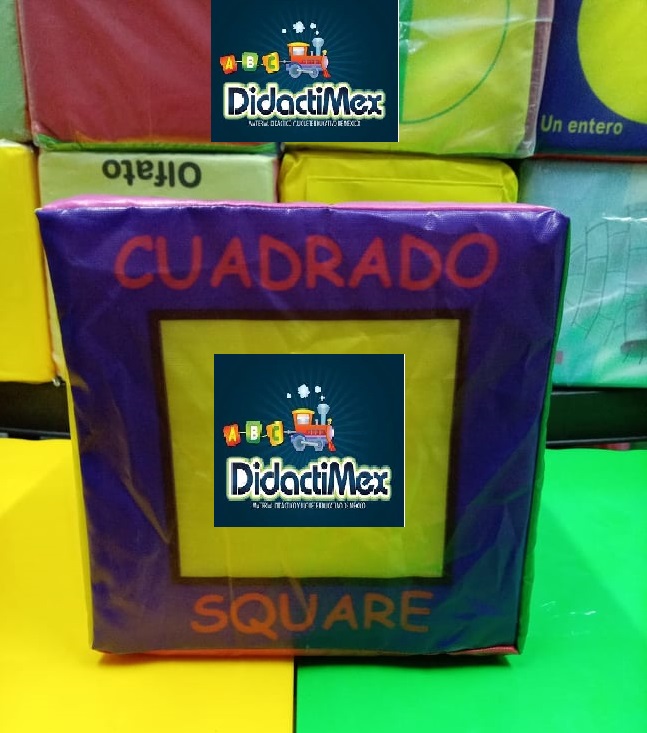 A B C
DidactiMex
Un entero
Olfato
CUADRADO
A B C
DidactiMex
SQUARE